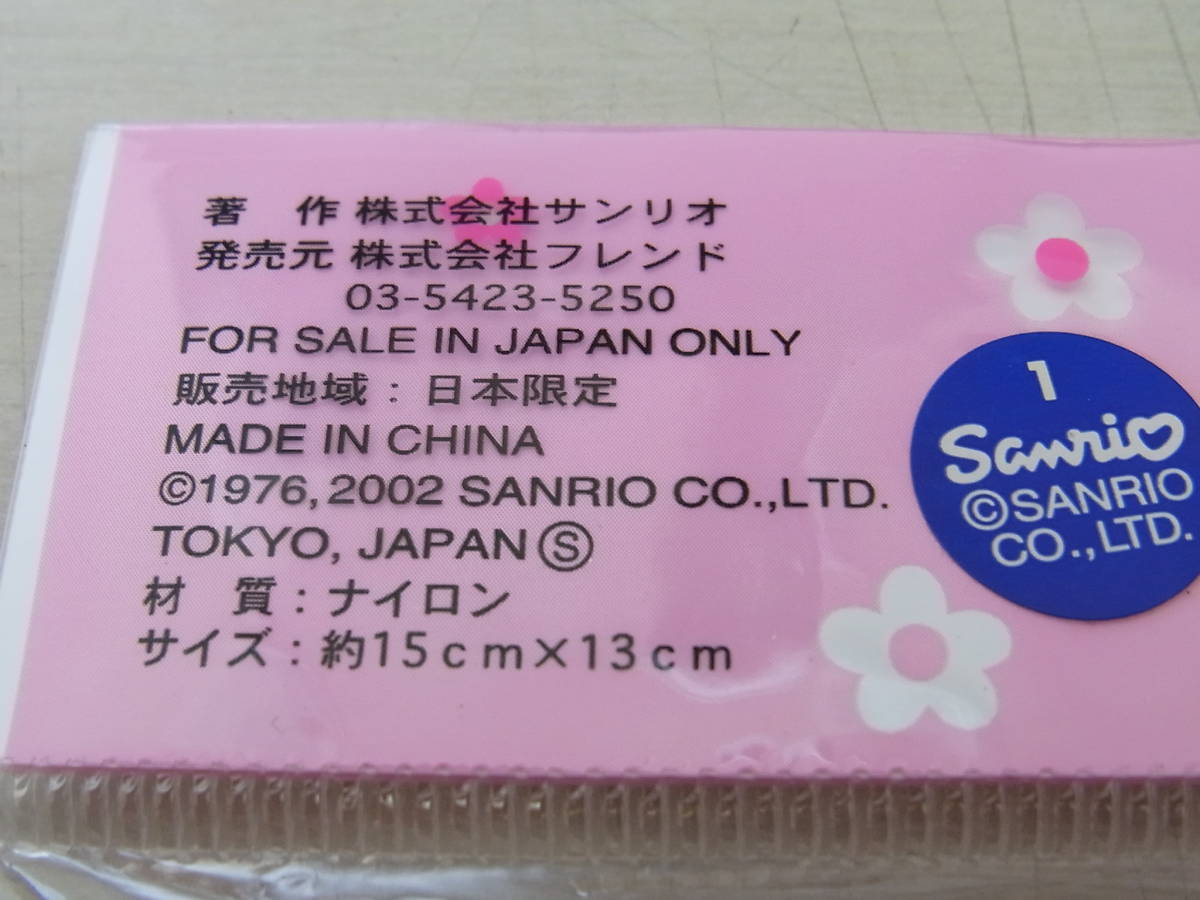 著　作 株式会社サンリオ
発売元 株式会社フレンド
03-5423-5250
FOR SALE IN JAPAN ONLY
販売地域：日本限定
MADE IN CHINA
©1976,2002 SANRIO CO.,LTD.
TOKYO, JAPAN Ⓢ
材　質：ナイロン
サイズ：約15cm×13cm
1
Sanrio
©SANRIO
CO.,LTD.